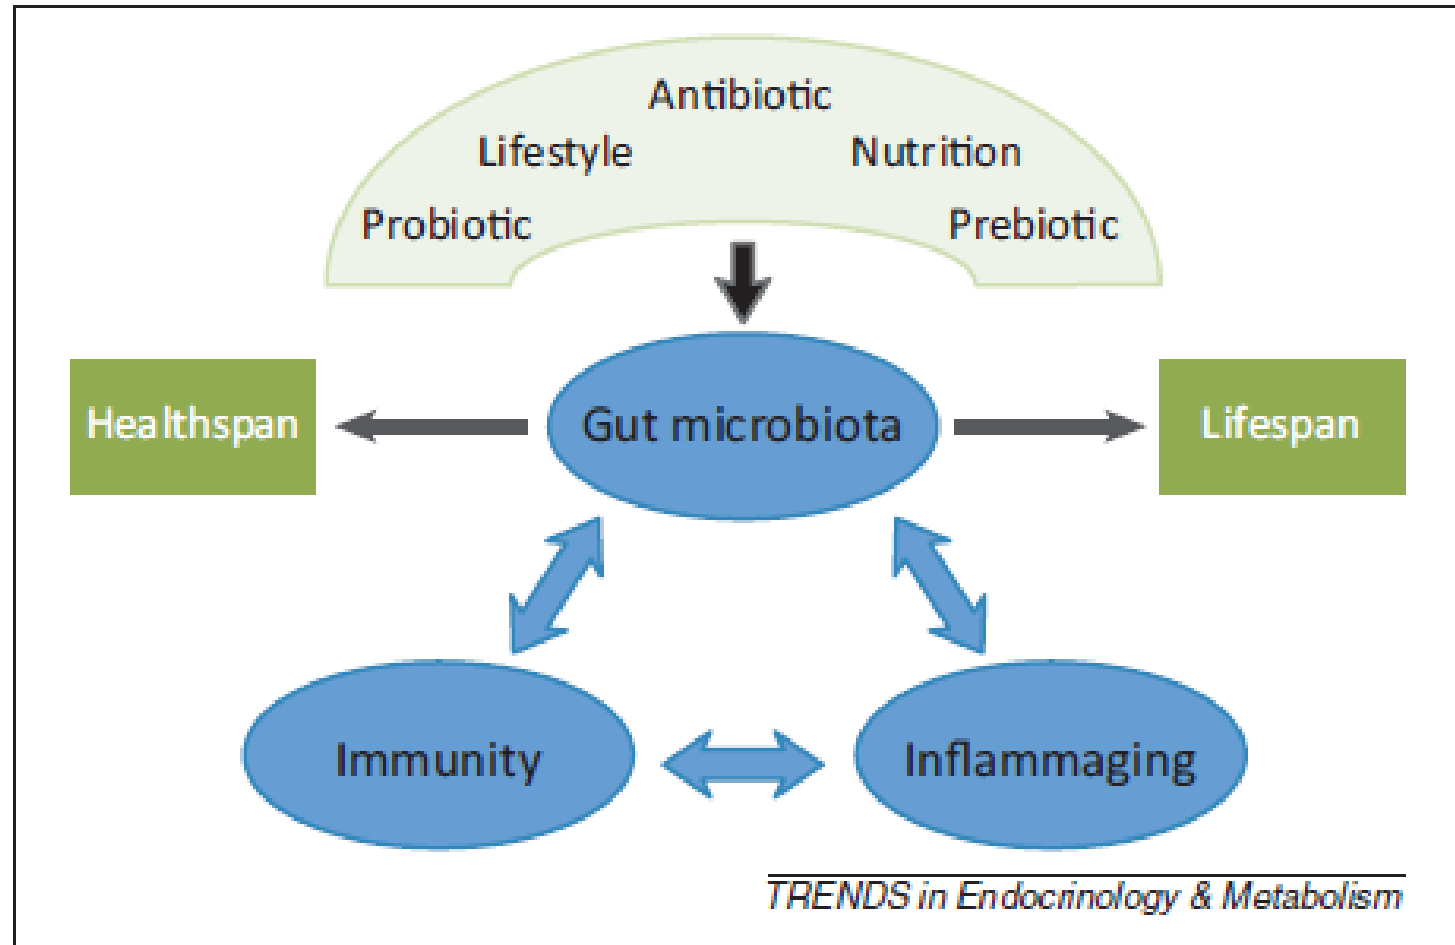 Antibiotic
Lifestyle
Nutrition
Probiotic
Prebiotic
Healthspan
Gut microbiota
Lifespan
Immunity
Inflammaging
TRENDS in Endocrinology & Metabolism